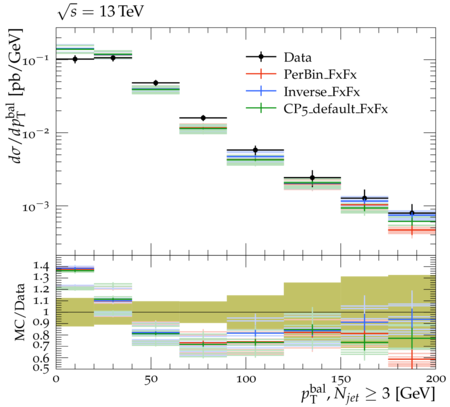 √s = 13 TeV
dσ/dp_T^bal [pb/GeV]
10⁻¹
10⁻²
10⁻³
Data
PerBin_FxFx
Inverse_FxFx
CP5_default_FxFx
MC/Data
1.4
1.3
1.2
1.1
1
0.9
0.8
0.7
0.6
0.5
0 50 100 150 200
p_T^bal, N_jet ≥ 3 [GeV]